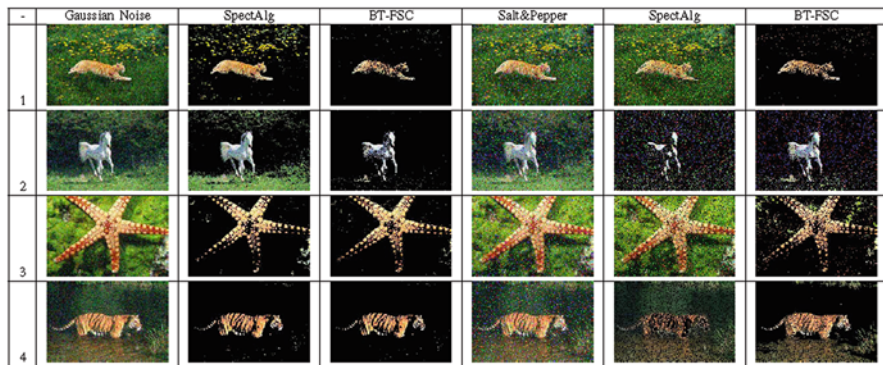 - Gaussian Noise SpectAlg BT-FSC Salt&Pepper SpectAlg BT-FSC
1
2
3
4